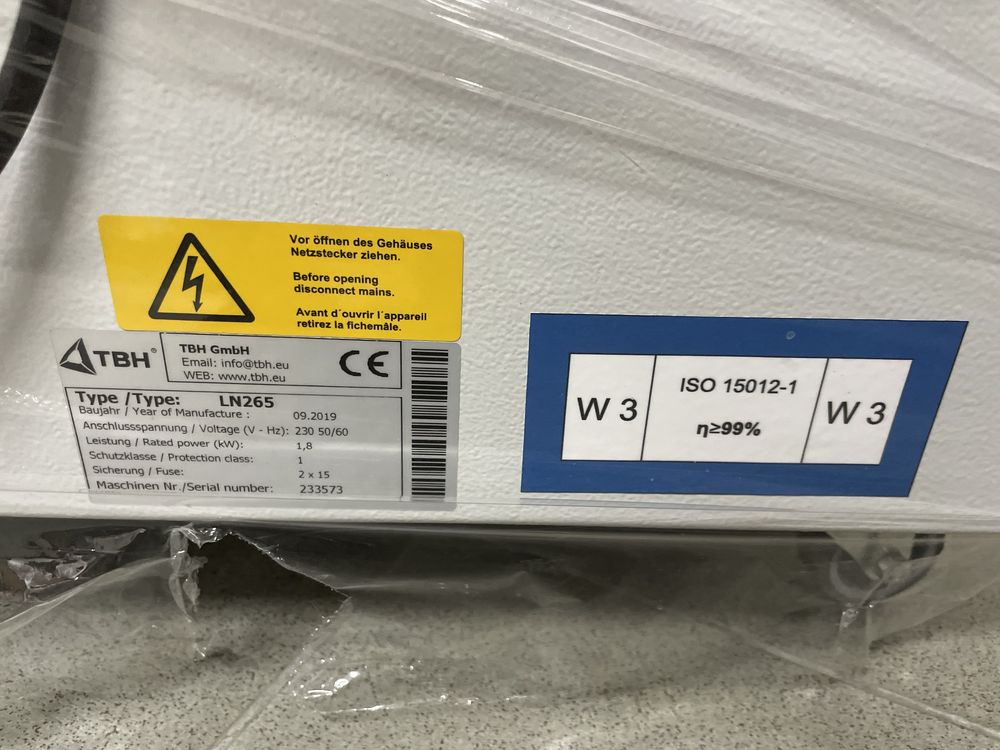 Vor öffnen des Gehäuses
Netzstecker ziehen.
Before opening
disconnect mains.
Avant d´ouvrir l´appareil
retirez la fichemâle.
TBH®
TBH GmbH
Email: info@tbh.eu
WEB: www.tbh.eu
CE
Type /Type: LN265
Baujahr / Year of Manufacture : 09.2019
Anschlussspannung / Voltage (V - Hz): 230 50/60
Leistung / Rated power (kW): 1,8
Schutzklasse / Protection class: 1
Sicherung / Fuse: 2 x 15
Maschinen Nr./Serial number: 233573
W 3
ISO 15012-1
η≥99%
W 3